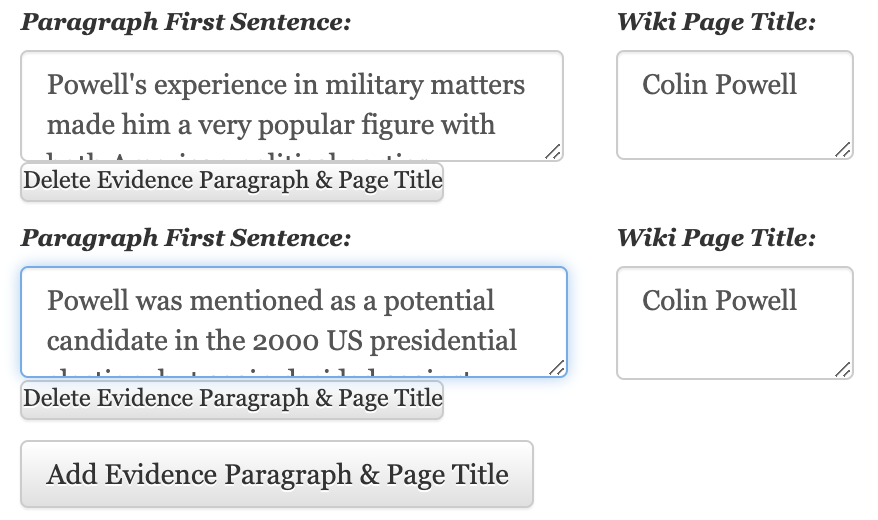 Paragraph First Sentence: Wiki Page Title:
Powell's experience in military matters Colin Powell
made him a very popular figure with
Delete Evidence Paragraph & Page Title
Paragraph First Sentence: Wiki Page Title:
Powell was mentioned as a potential Colin Powell
candidate in the 2000 US presidential
Delete Evidence Paragraph & Page Title
Add Evidence Paragraph & Page Title